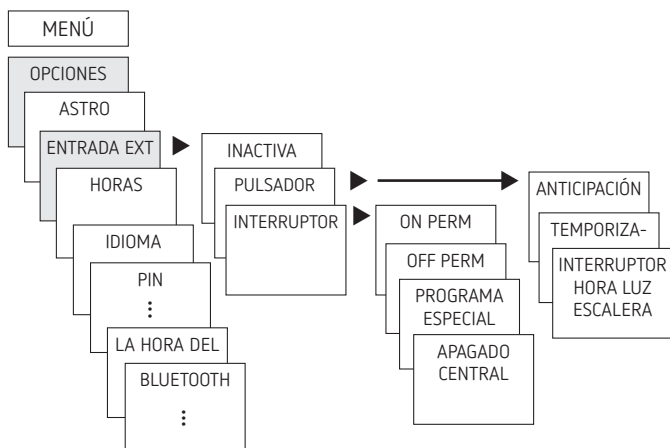 MENÚ
OPCIONES
ASTRO
ENTRADA EXT
HORAS
IDIOMA
PIN
LA HORA DEL
BLUETOOTH
INACTIVA
PULSADOR
INTERRUPTOR
ON PERM
OFF PERM
PROGRAMA
ESPECIAL
APAGADO
CENTRAL
ANTICIPACIÓN
TEMPORIZA-
INTERRUPTOR
HORA LUZ
ESCALERA